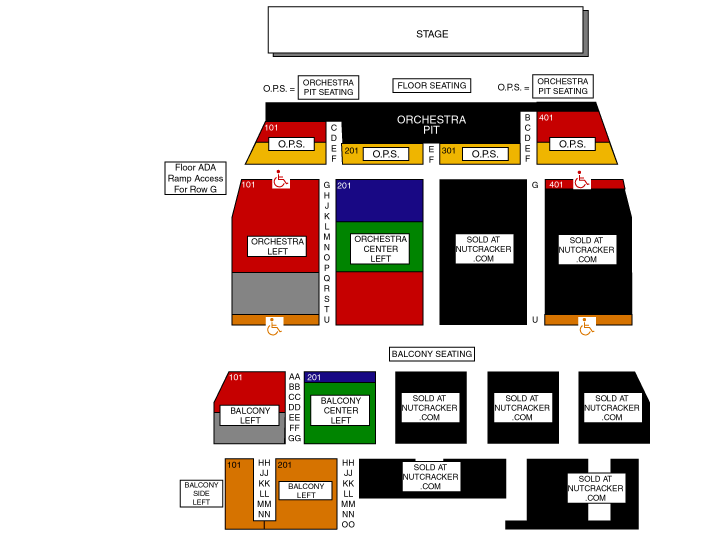 STAGE
O.P.S. =
ORCHESTRA
PIT SEATING
FLOOR SEATING
O.P.S. =
ORCHESTRA
PIT SEATING
ORCHESTRA
PIT
101
O.P.S.
C
D
E
F
201
O.P.S.
E
F
301
O.P.S.
B
C
D
E
F
401
O.P.S.
Floor ADA
Ramp Access
For Row G
101
ORCHESTRA
LEFT
G
H
J
K
L
M
N
O
P
Q
R
S
T
U
201
ORCHESTRA
CENTER
LEFT
SOLD AT
NUTCRACKER
.COM
G
U
401
SOLD AT
NUTCRACKER
.COM
BALCONY SEATING
101
BALCONY
LEFT
AA
BB
CC
DD
EE
FF
GG
201
BALCONY
CENTER
LEFT
SOLD AT
NUTCRACKER
.COM
SOLD AT
NUTCRACKER
.COM
SOLD AT
NUTCRACKER
.COM
BALCONY
SIDE
LEFT
101
HH
JJ
KK
LL
MM
NN
201
BALCONY
LEFT
HH
JJ
KK
LL
MM
NN
OO
SOLD AT
NUTCRACKER
.COM
SOLD AT
NUTCRACKER
.COM